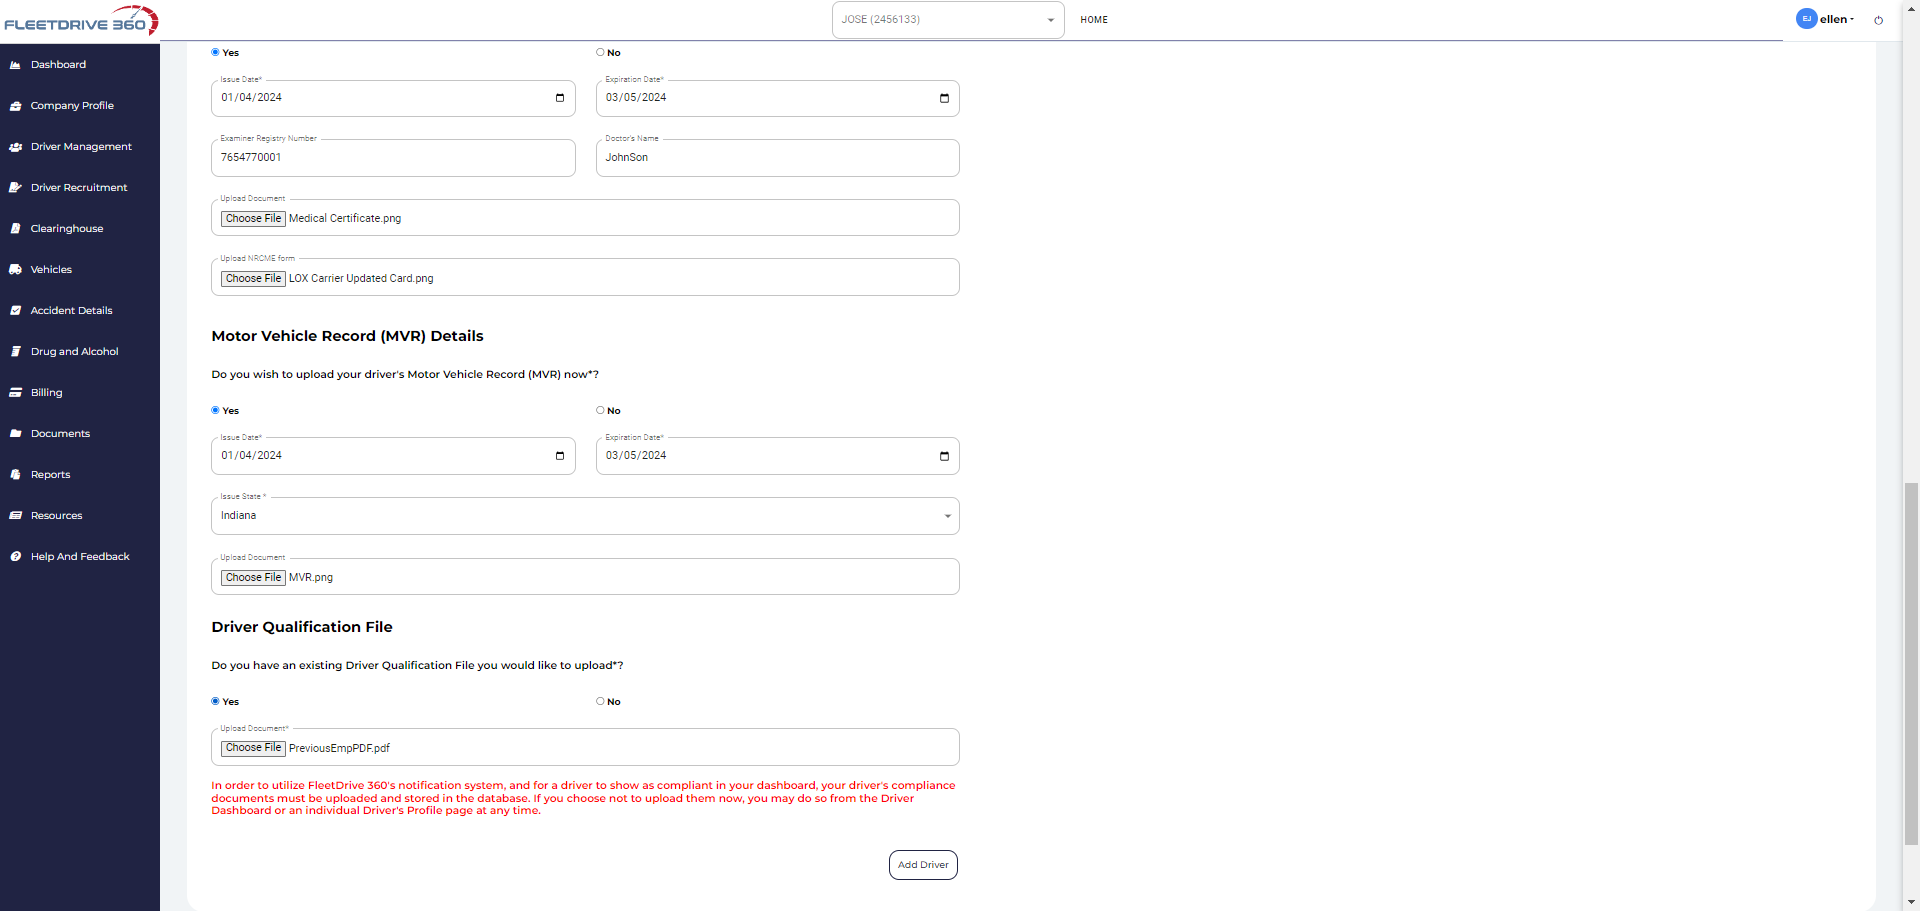 FLEETDRIVE 360
JOSE (2456133)
HOME
EJ
ellen
Dashboard
Company Profile
Driver Management
Driver Recruitment
Clearinghouse
Vehicles
Accident Details
Drug and Alcohol
Billing
Documents
Reports
Resources
Help And Feedback
Yes
No
Issue Date*
01/04/2024
Expiration Date*
03/05/2024
Examiner Registry Number
7654770001
Doctor's Name
JohnSon
Upload Document
Choose File Medical Certificate.png
Upload NRCME form
Choose File LOX Carrier Updated Card.png
Motor Vehicle Record (MVR) Details
Do you wish to upload your driver's Motor Vehicle Record (MVR) now*?
Yes
No
Issue Date*
01/04/2024
Expiration Date*
03/05/2024
Issue State *
Indiana
Upload Document
Choose File MVR.png
Driver Qualification File
Do you have an existing Driver Qualification File you would like to upload*?
Yes
No
Upload Document*
Choose File PreviousEmpPDF.pdf
In order to utilize FleetDrive 360's notification system, and for a driver to show as compliant in your dashboard, your driver's compliance
documents must be uploaded and stored in the database. If you choose not to upload them now, you may do so from the Driver
Dashboard or an individual Driver's Profile page at any time.
Add Driver